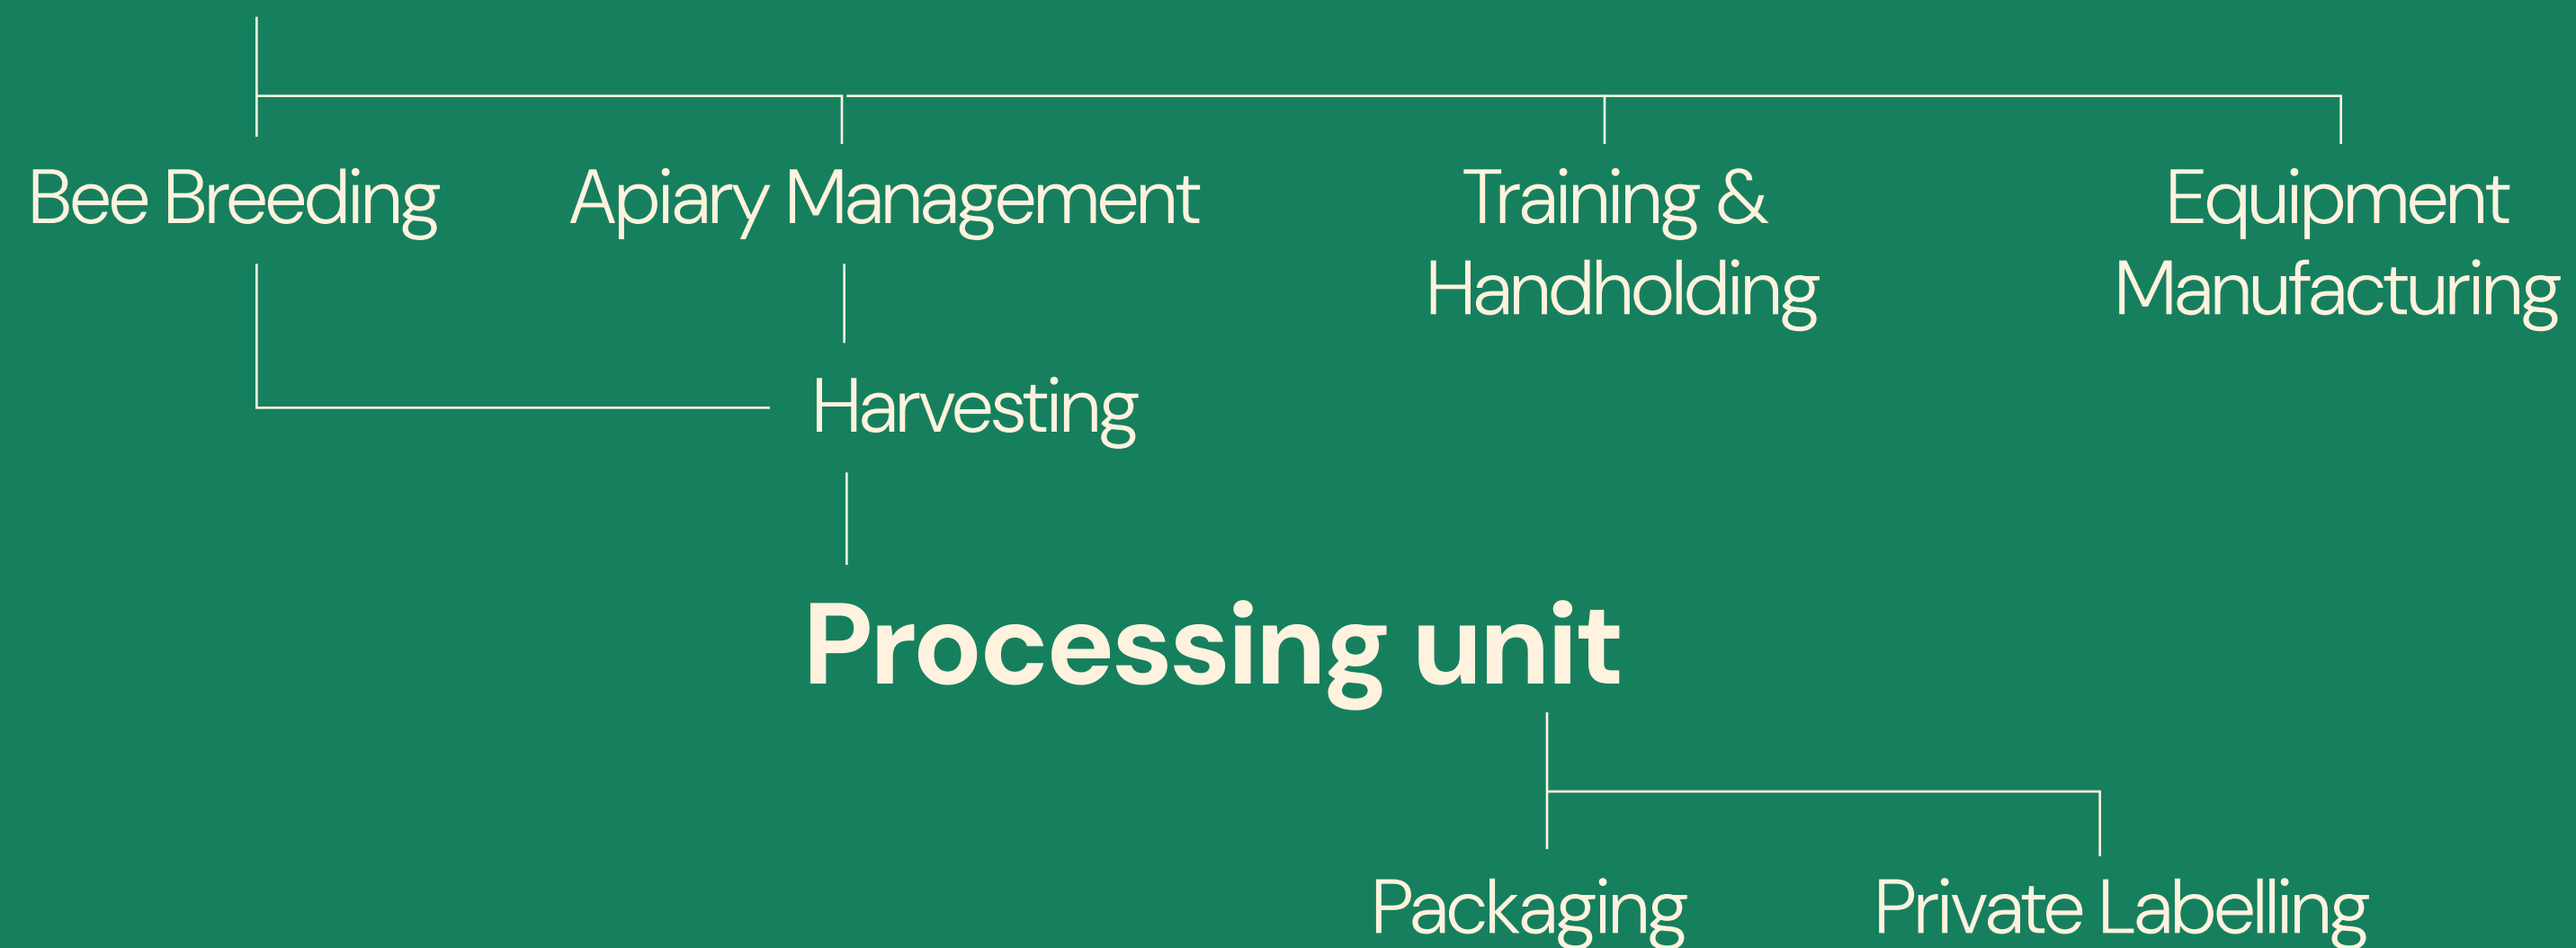 Bee Breeding
Apiary Management
Training &
Handholding
Equipment
Manufacturing
Harvesting
Processing unit
Packaging
Private Labelling